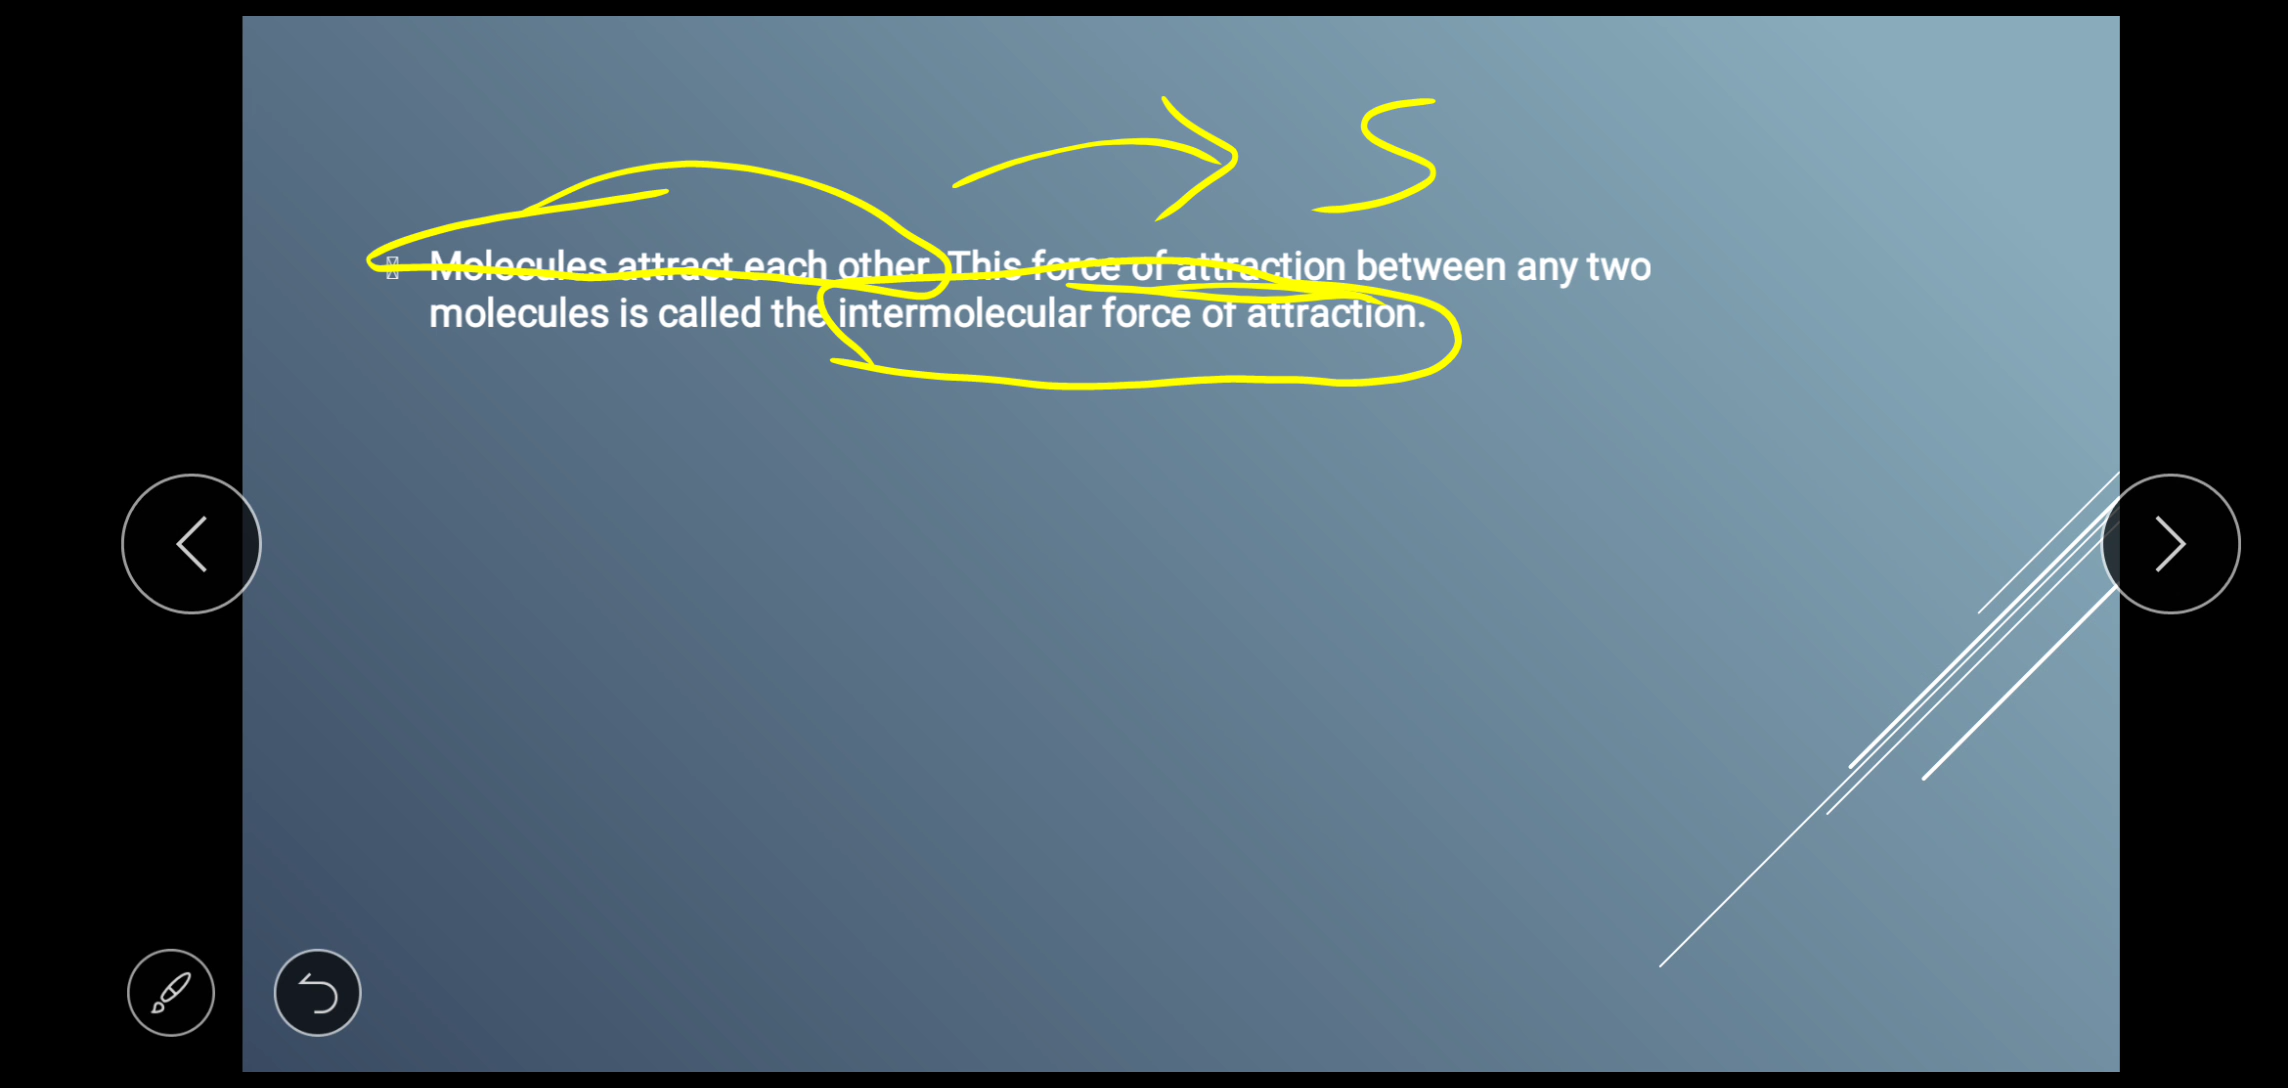 S
Molecules attract each other. This force of attraction between any two
molecules is called the intermolecular force of attraction.